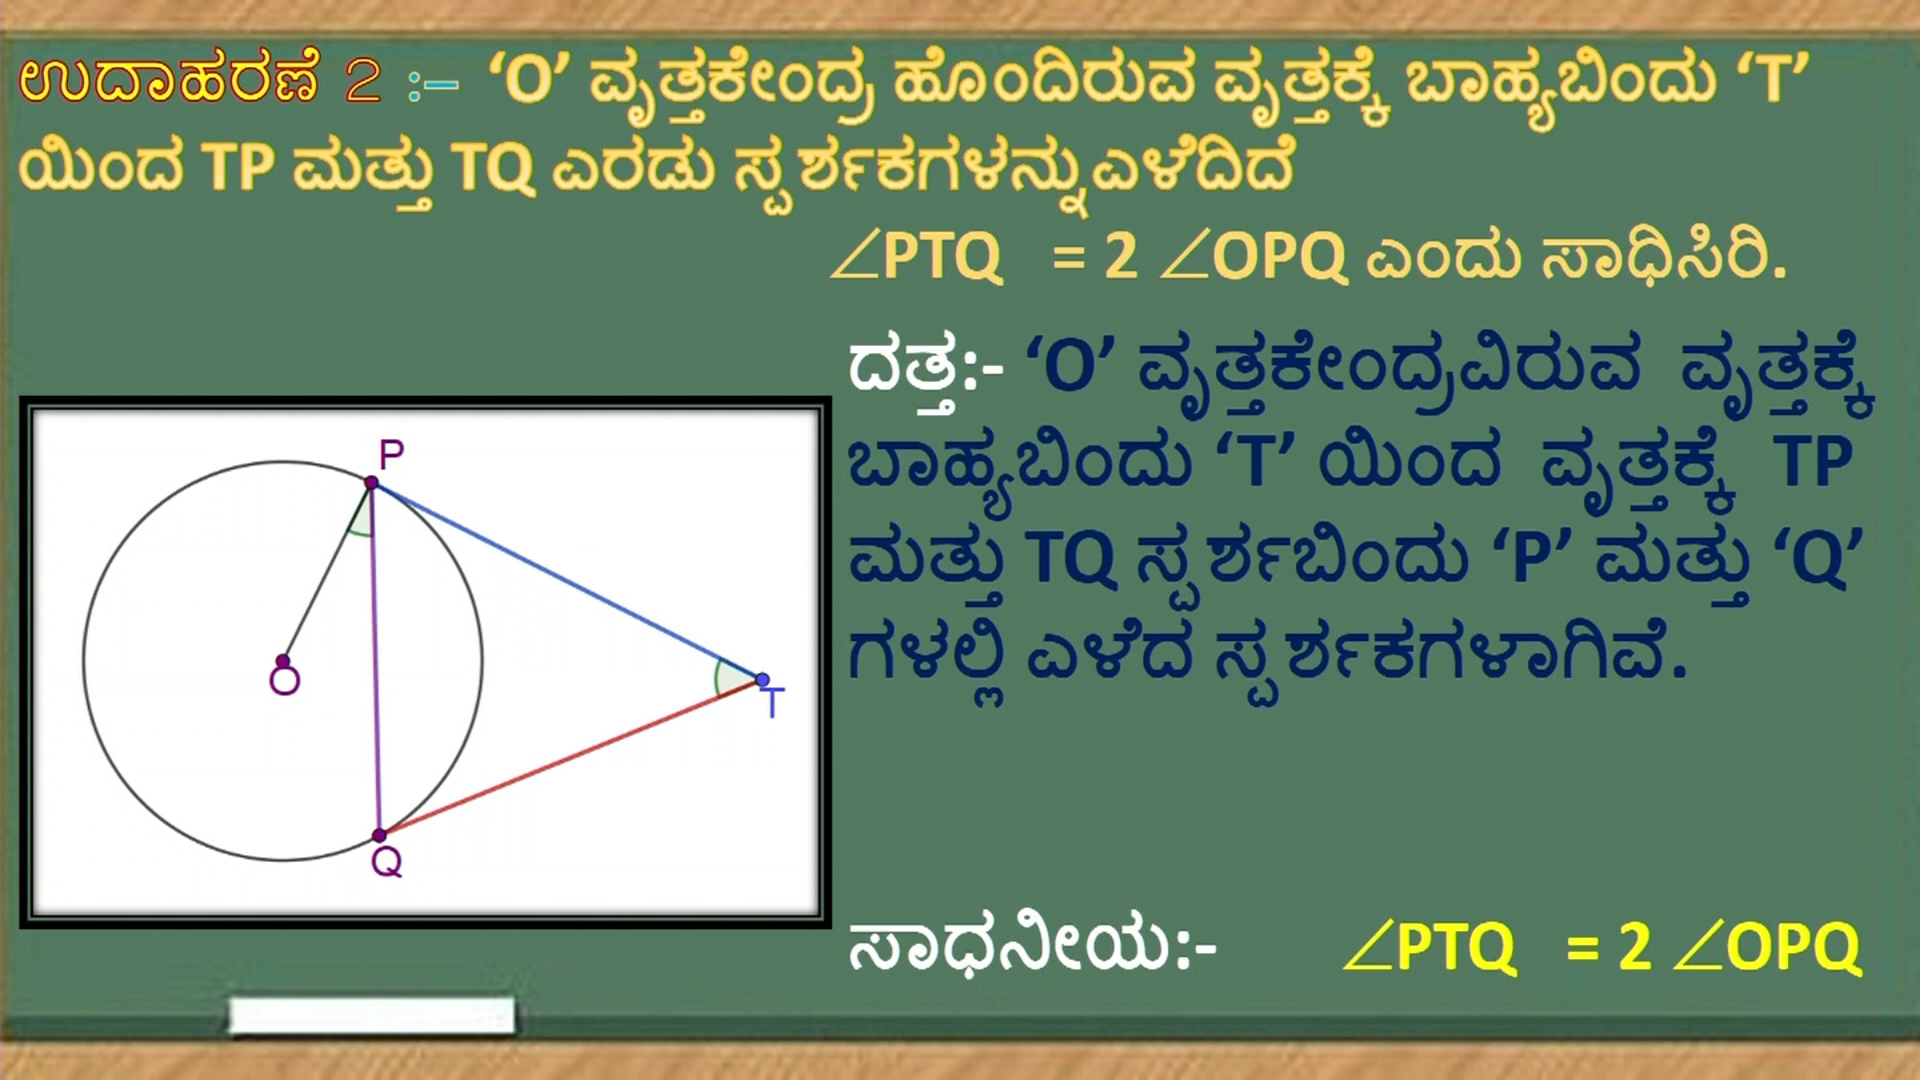 ಉದಾಹರಣೆ 2 :– ‘O’ ವೃತ್ತಕೇಂದ್ರ ಹೊಂದಿರುವ ವೃತ್ತಕ್ಕೆ ಬಾಹ್ಯಬಿಂದು ‘T’
ಯಿಂದ TP ಮತ್ತು TQ ಎರಡು ಸ್ಪರ್ಶಕಗಳನ್ನುಎಳೆದಿದೆ
∠PTQ = 2 ∠OPQ ಎಂದು ಸಾಧಿಸಿರಿ.
ದತ್ತ:- ‘O’ ವೃತ್ತಕೇಂದ್ರವಿರುವ ವೃತ್ತಕ್ಕೆ
ಬಾಹ್ಯಬಿಂದು ‘T’ ಯಿಂದ ವೃತ್ತಕ್ಕೆ TP
ಮತ್ತು TQ ಸ್ಪರ್ಶಬಿಂದು ‘P’ ಮತ್ತು ‘Q’
ಗಳಲ್ಲಿ ಎಳೆದ ಸ್ಪರ್ಶಕಗಳಾಗಿವೆ.
P
O
T
Q
ಸಾಧನೀಯ:- ∠PTQ = 2 ∠OPQ